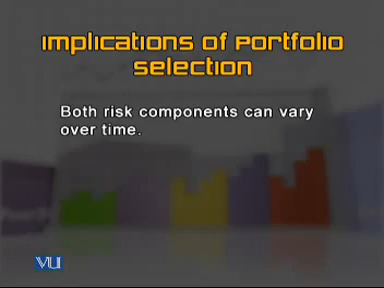 Implications of Portfolio
Selection
Both risk components can vary
over time.
VU